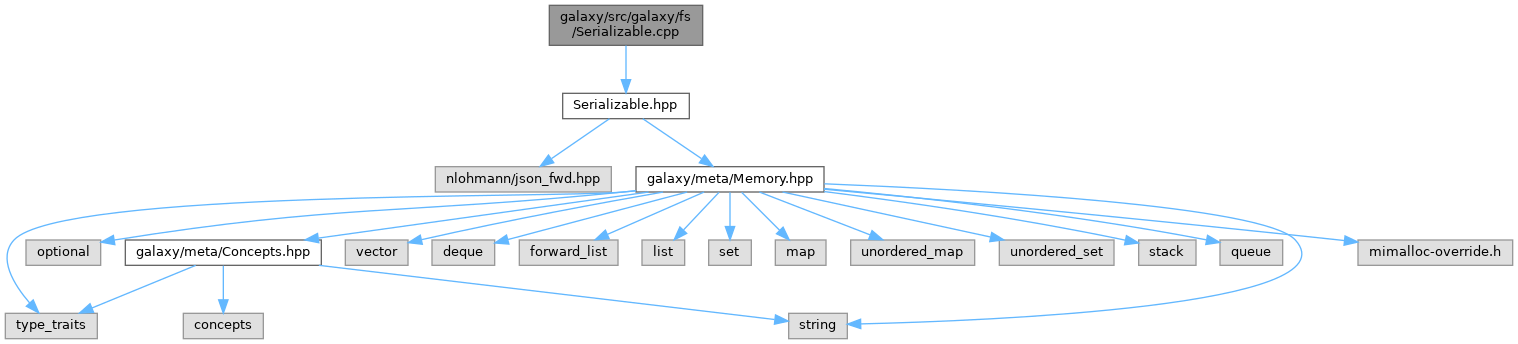 galaxy/src/galaxy/fs
/Serializable.cpp
Serializable.hpp
nlohmann/json_fwd.hpp
galaxy/meta/Memory.hpp
optional
galaxy/meta/Concepts.hpp
vector
deque
forward_list
list
set
map
unordered_map
unordered_set
stack
queue
mimalloc-override.h
type_traits
concepts
string